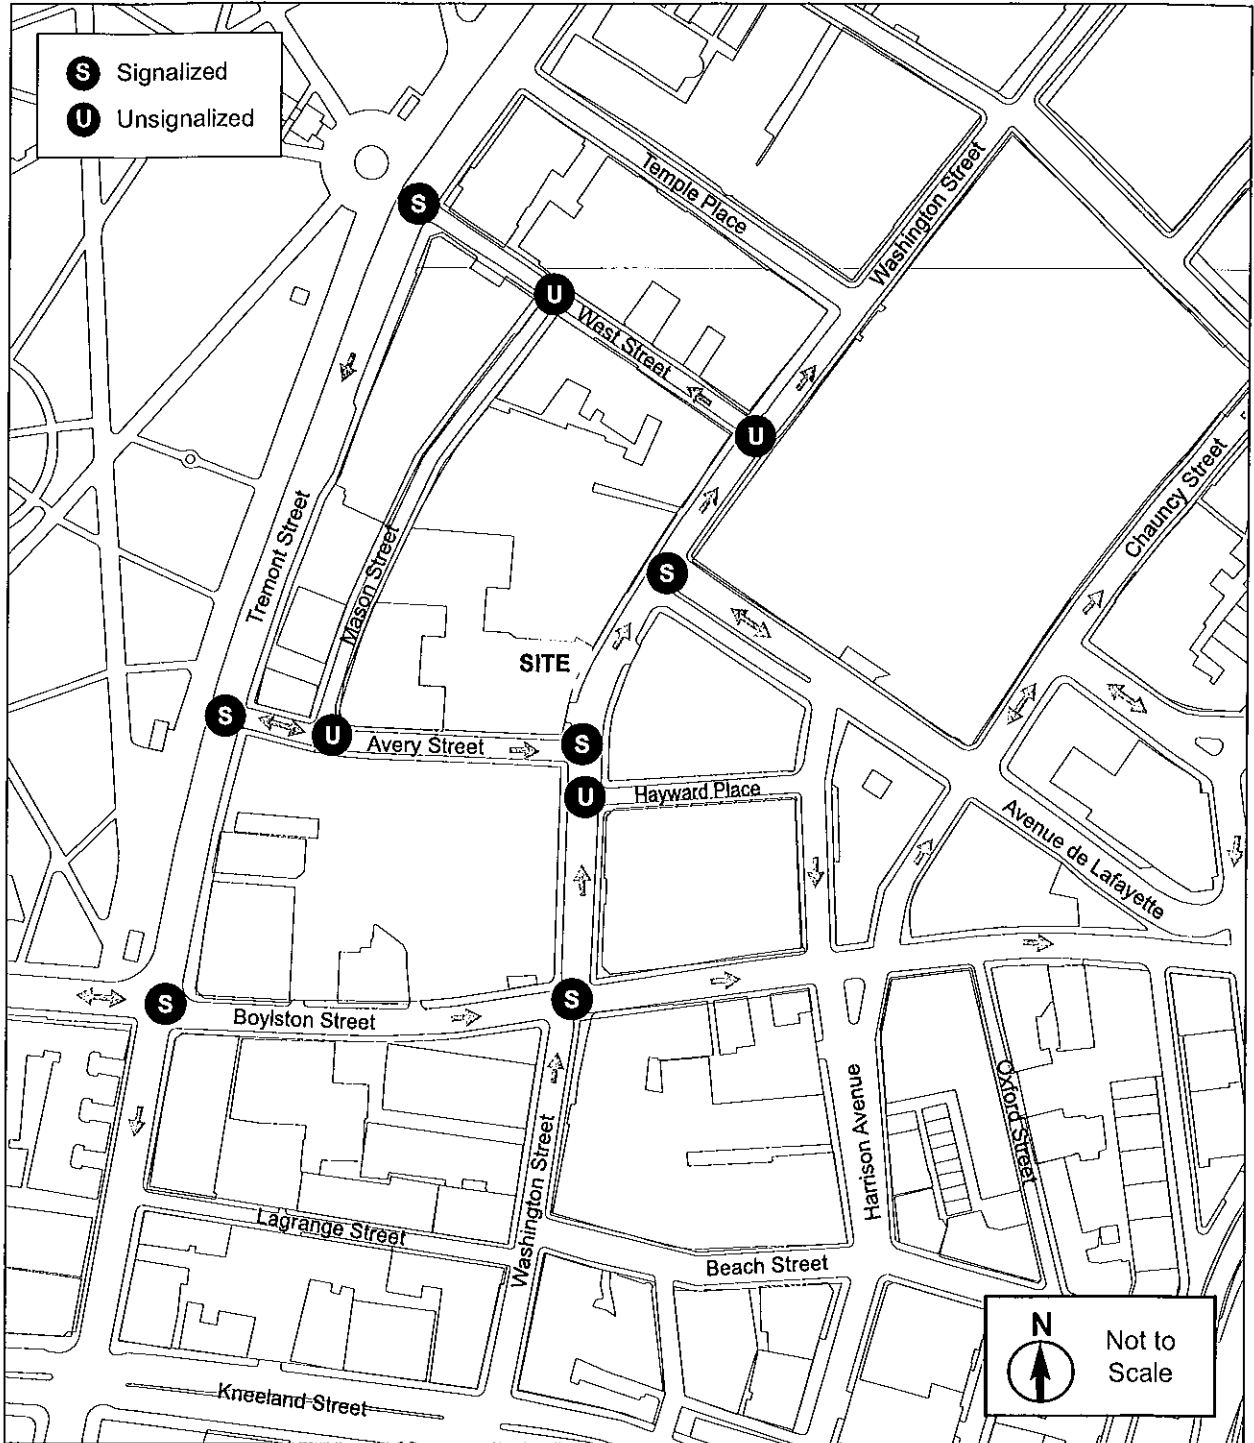 S Signalized
U Unsignalized
Temple Place
Washington Street
S
U
West Street
U
Chauncy Street
Tremont Street
Mason Street
S
SITE
S
U
Avery Street
S
U
Hayward Place
Avenue de Lafayette
S
Boylston Street
S
Oxford Street
Harrison Avenue
Washington Street
Lagrange Street
Beach Street
N
Not to
Scale
Kneeland Street